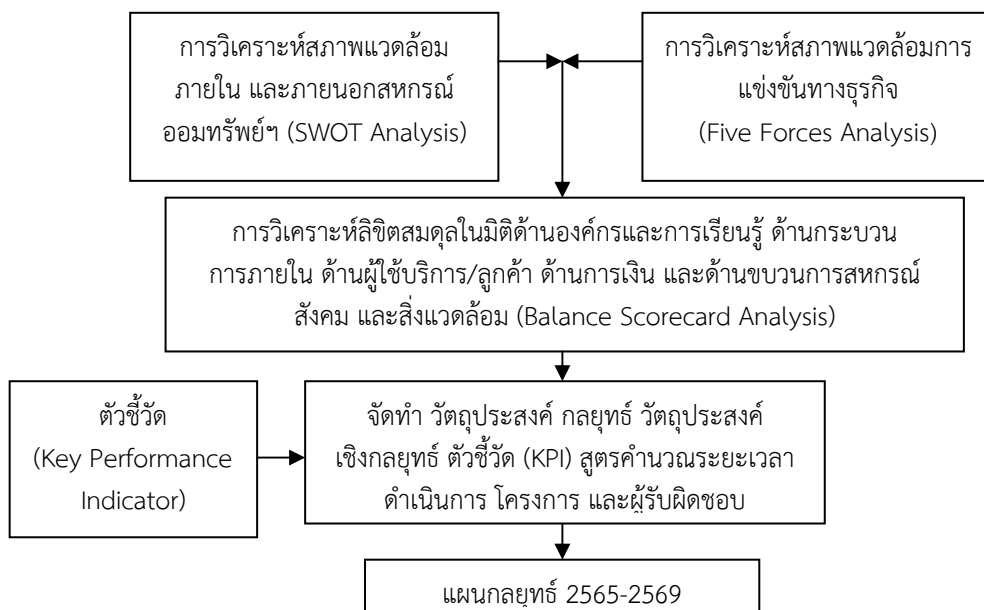 การวิเคราะห์สภาพแวดล้อม
ภายใน และภายนอกสหกรณ์
ออมทรัพย์ฯ (SWOT Analysis)
การวิเคราะห์สภาพแวดล้อมการ
แข่งขันทางธุรกิจ
(Five Forces Analysis)
การวิเคราะห์ลิขิตสมดุลในมิติด้านองค์กรและการเรียนรู้ ด้านกระบวน
การภายใน ด้านผู้ใช้บริการ/ลูกค้า ด้านการเงิน และด้านขบวนการสหกรณ์
สังคม และสิ่งแวดล้อม (Balance Scorecard Analysis)
ตัวชี้วัด
(Key Performance
Indicator)
จัดทำ วัตถุประสงค์ กลยุทธ์ วัตถุประสงค์
เชิงกลยุทธ์ ตัวชี้วัด (KPI) สูตรคำนวณระยะเวลา
ดำเนินการ โครงการ และผู้รับผิดชอบ
แผนกลยุทธ์ 2565-2569